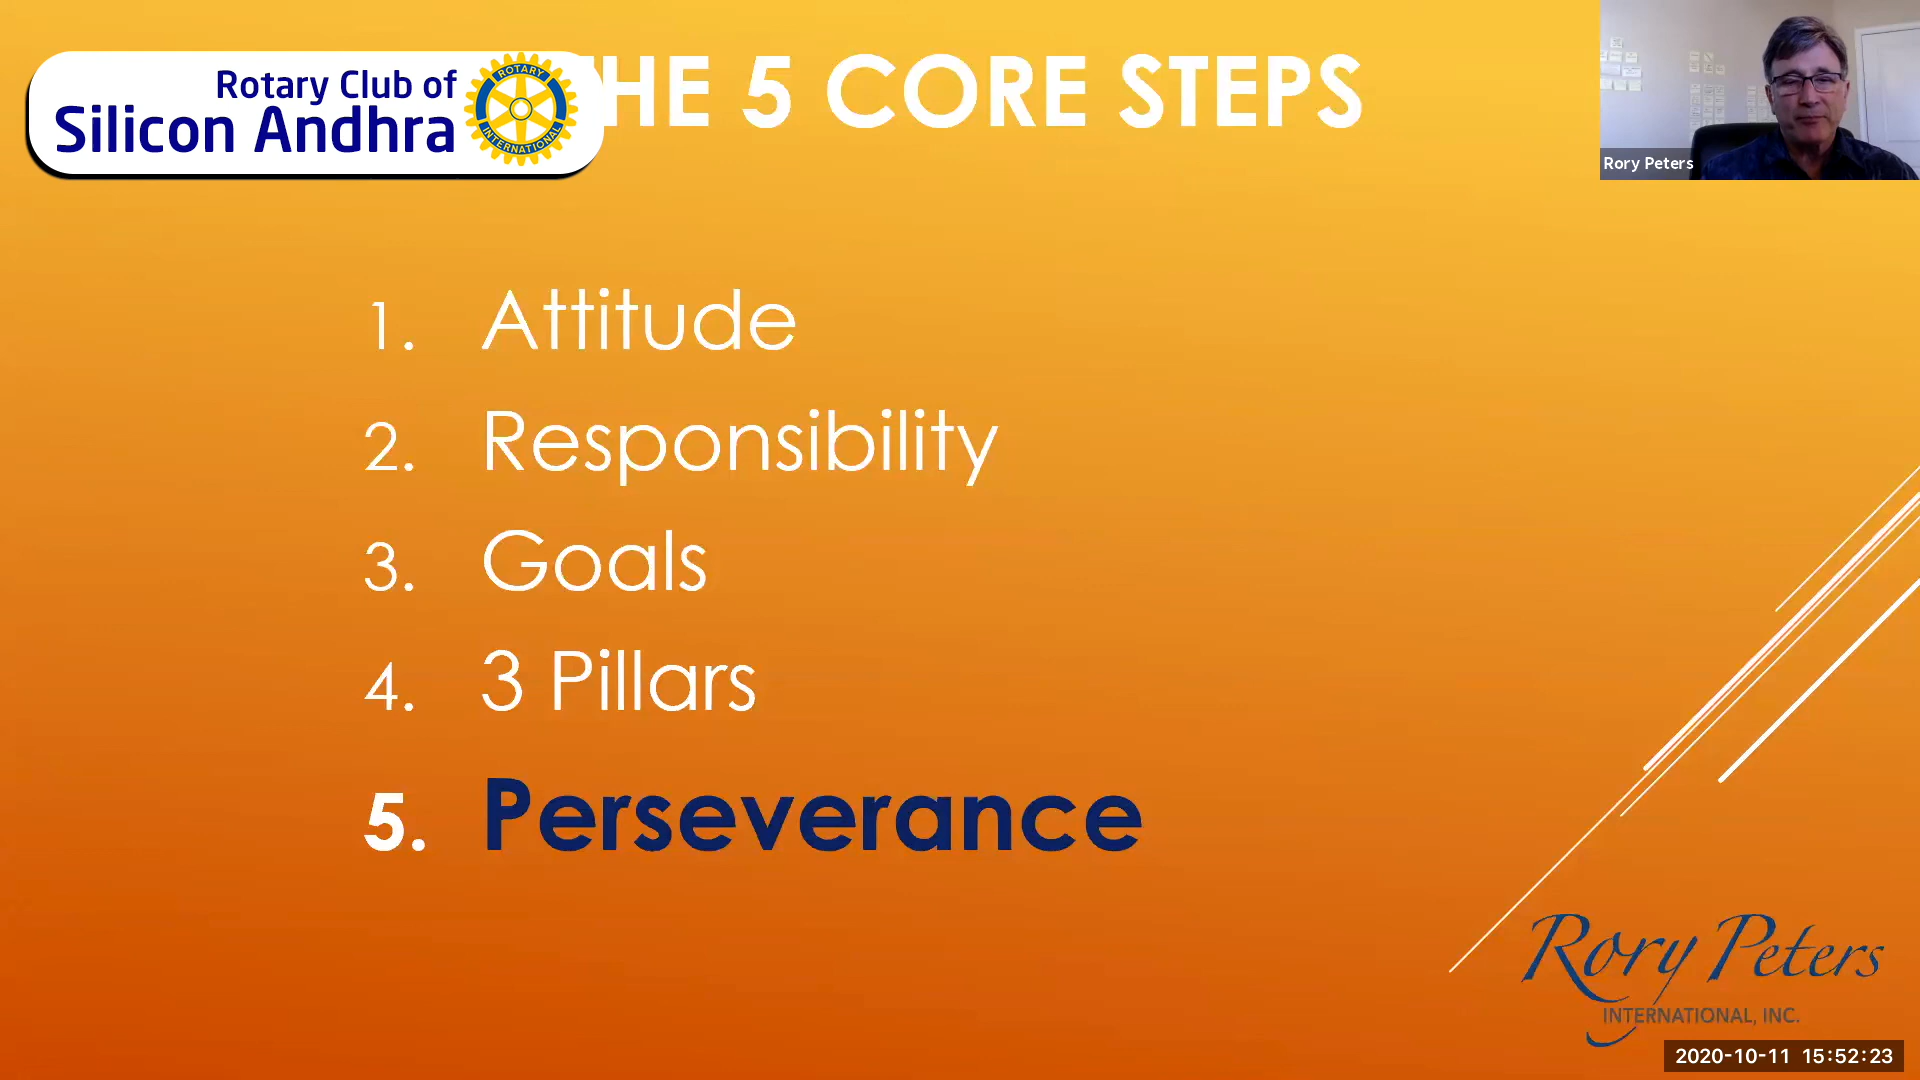 Rotary Club of
Silicon Andhra
ROTARY
INTERNATIONAL
HE 5 CORE STEPS
Rory Peters
1. Attitude
2. Responsibility
3. Goals
4. 3 Pillars
5. Perseverance
Rory Peters
INTERNATIONAL, INC.
2020-10-11 15:52:23